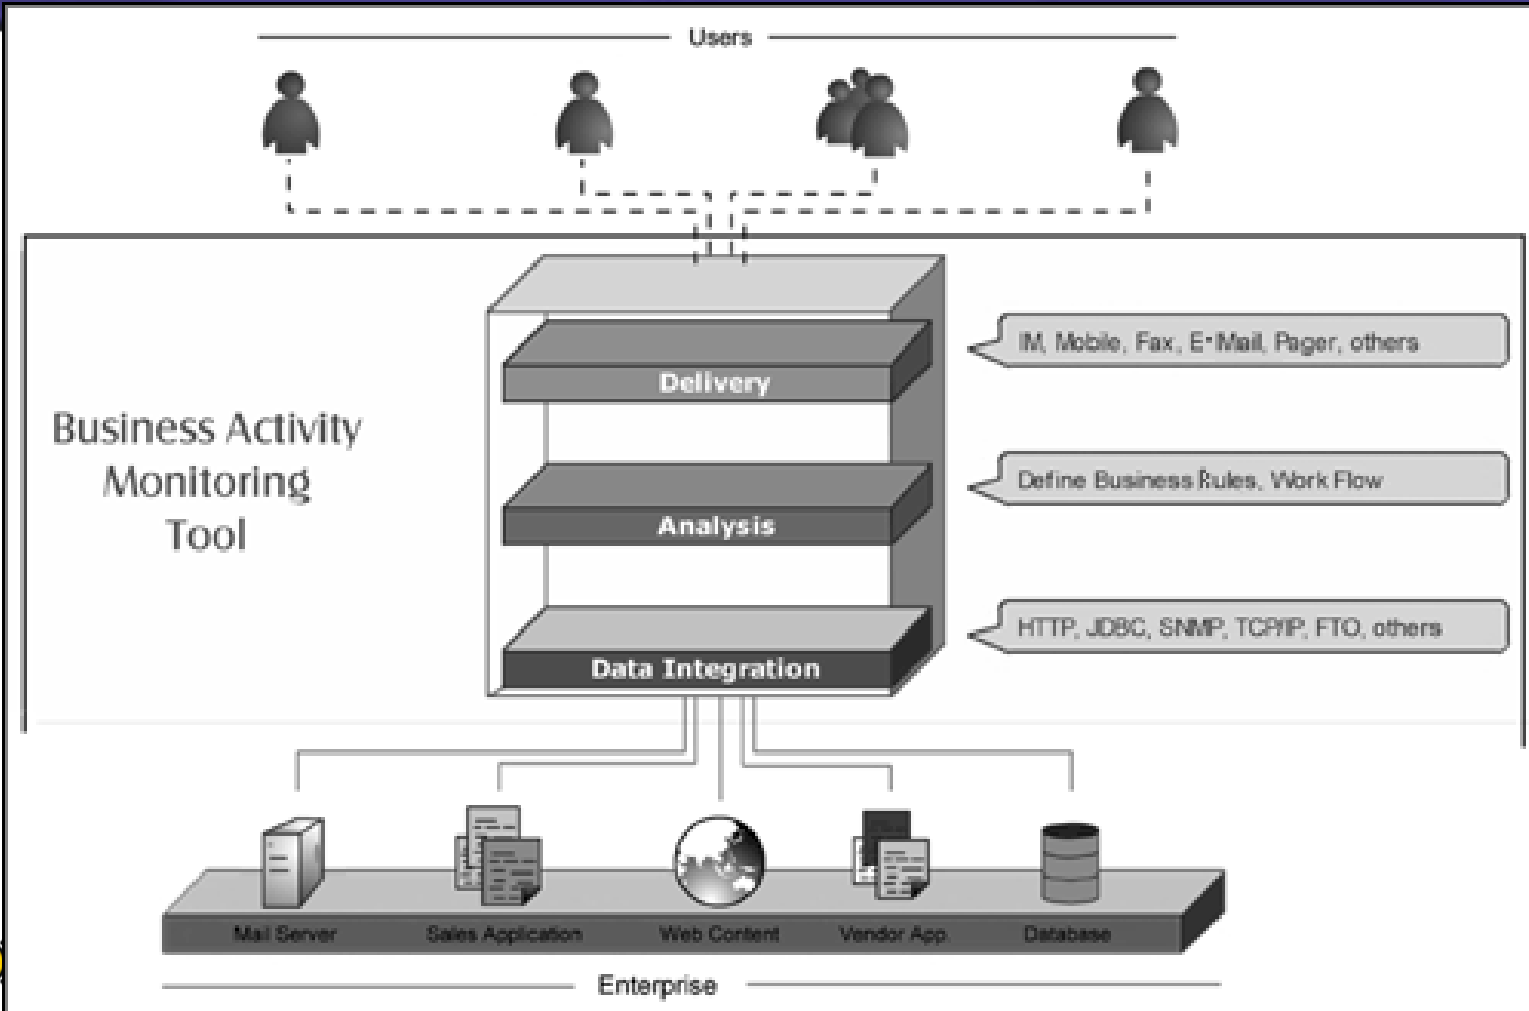 Users
IM, Mobile, Fax, E-Mail, Pager, others
Delivery
Business Activity
Monitoring
Tool
Define Business Rules, Work Flow
Analysis
HTTP, JDBC, SNMP, TCP/IP, FTO, others
Data Integration
Mail Server
Sales Application
Web Content
Vendor App.
Database
Enterprise